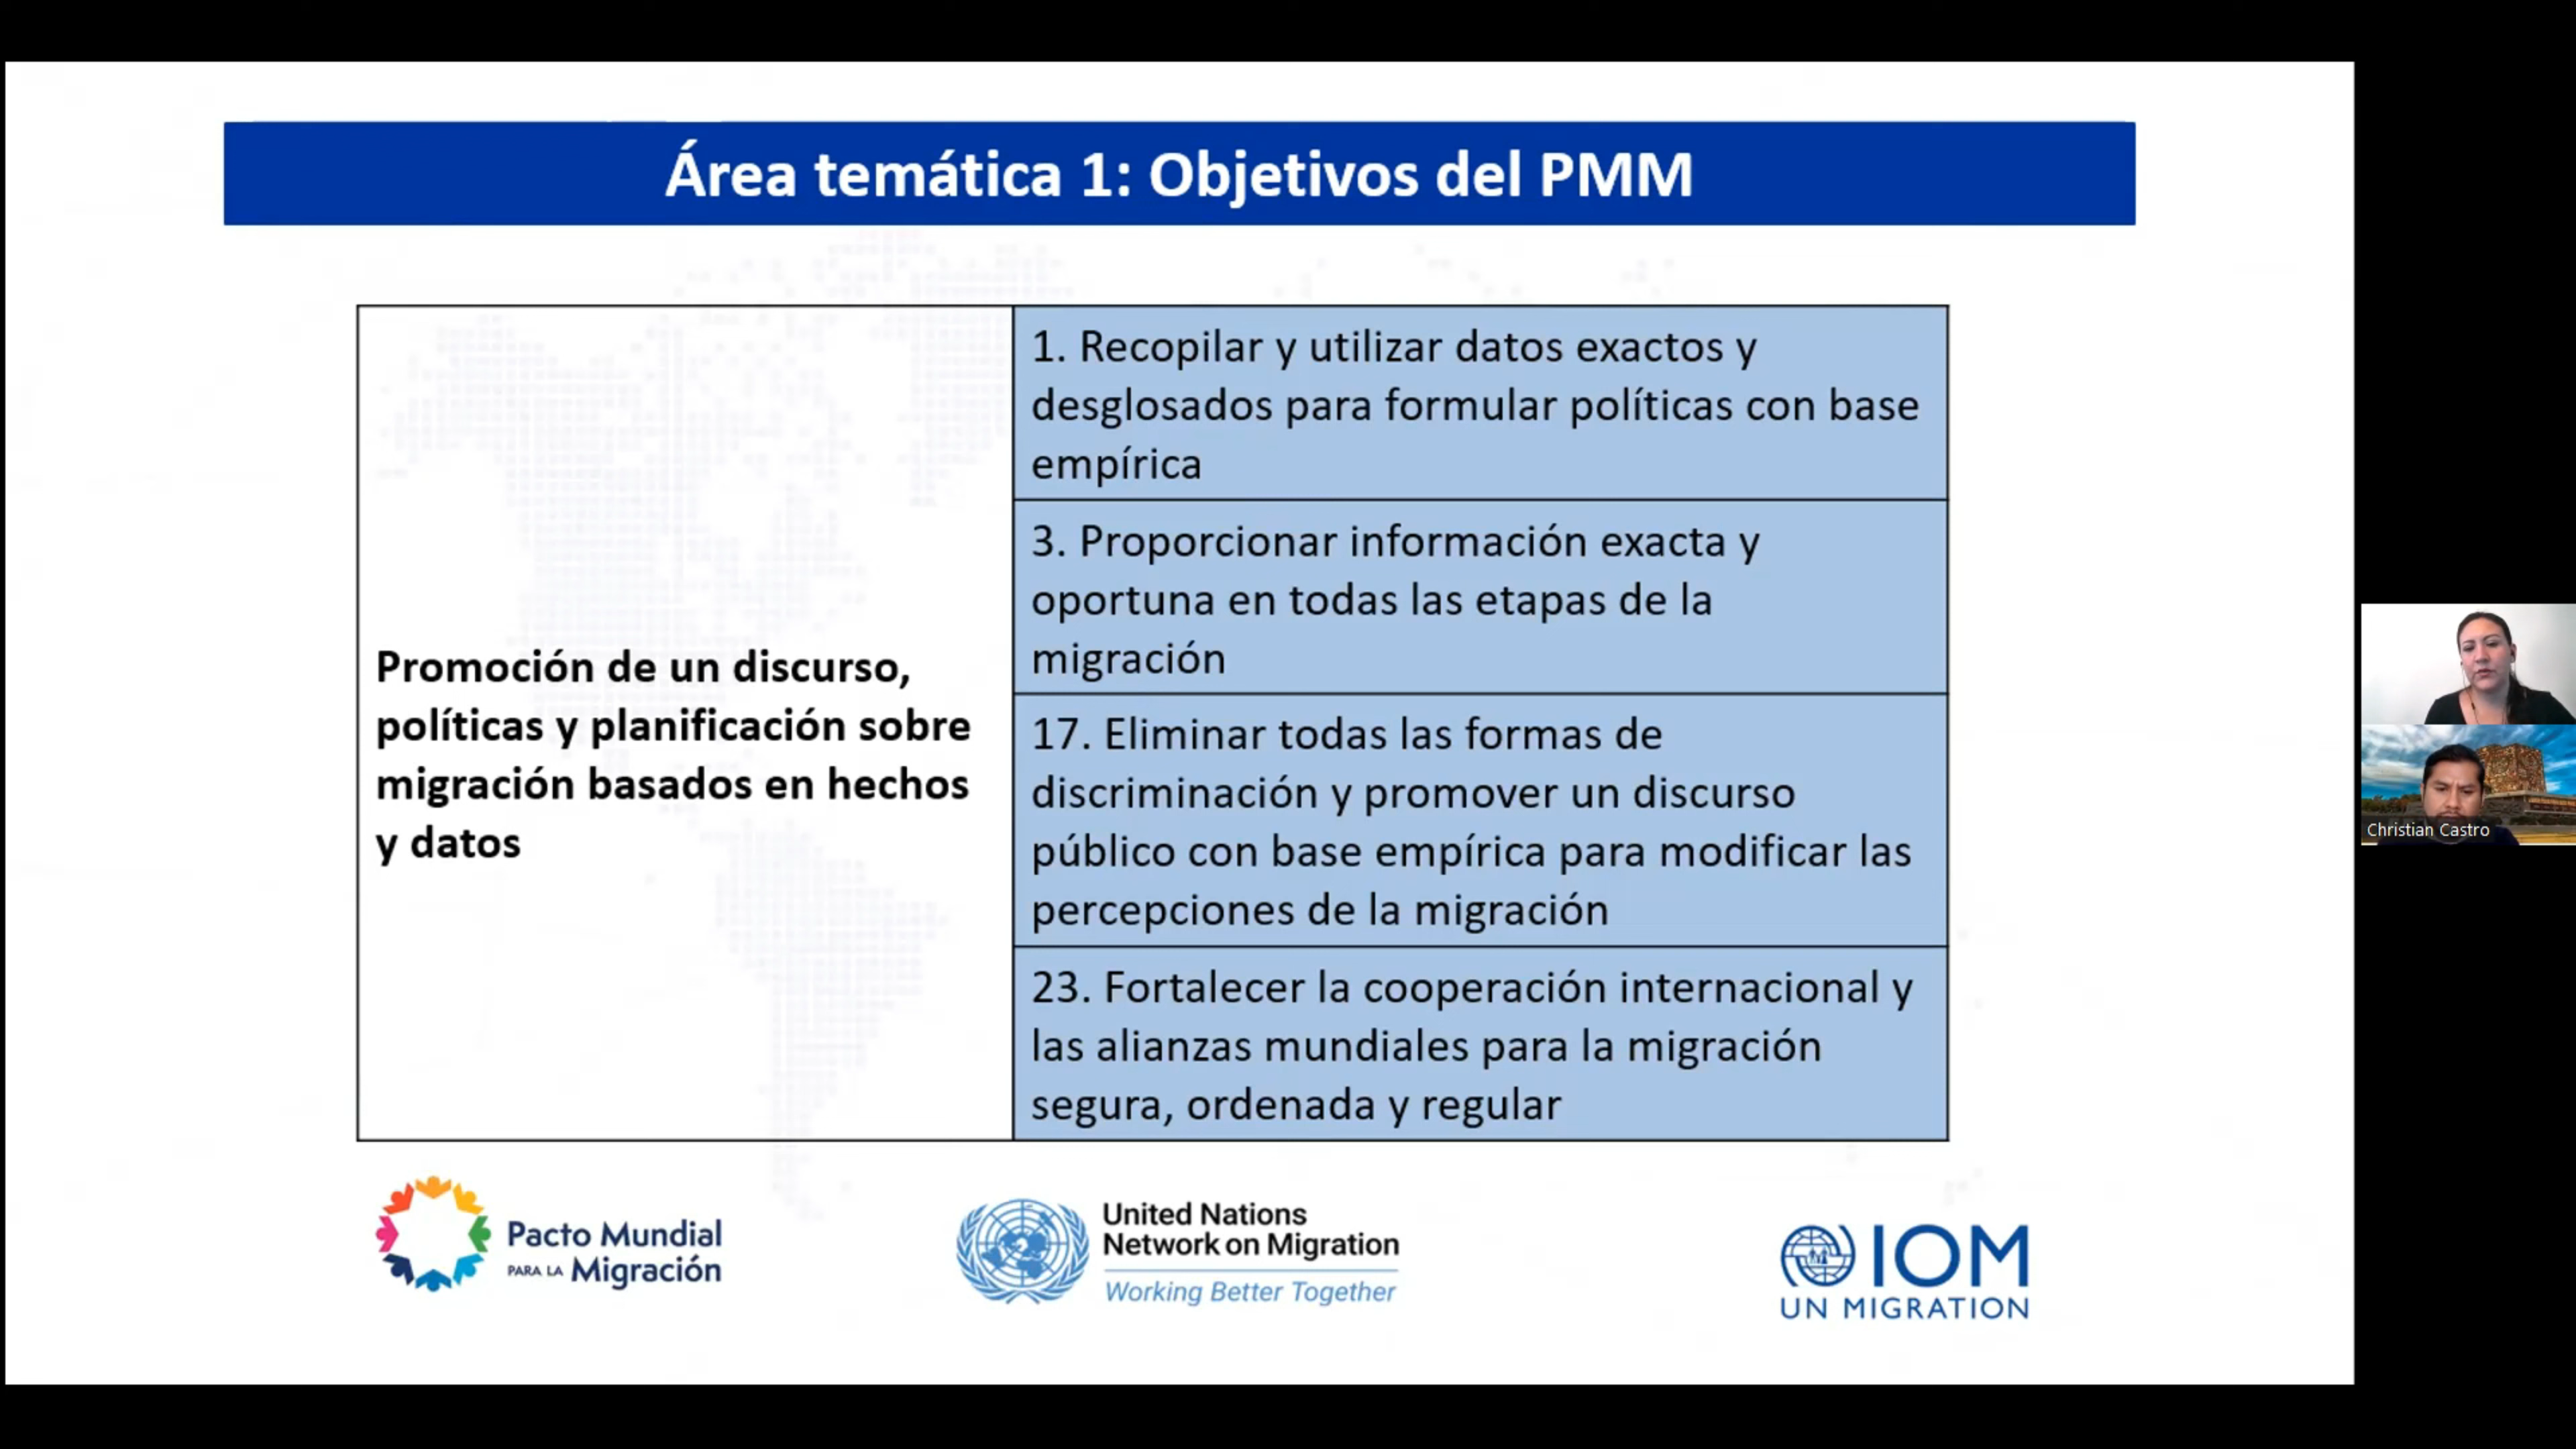 Área temática 1: Objetivos del PMM
Promoción de un discurso,
políticas y planificación sobre
migración basados en hechos
y datos
1. Recopilar y utilizar datos exactos y
desglosados para formular políticas con base
empírica
3. Proporcionar información exacta y
oportuna en todas las etapas de la
migración
17. Eliminar todas las formas de
discriminación y promover un discurso
público con base empírica para modificar las
percepciones de la migración
23. Fortalecer la cooperación internacional y
las alianzas mundiales para la migración
segura, ordenada y regular
Pacto Mundial
PARA LA Migración
United Nations
Network on Migration
Working Better Together
IOM
UN MIGRATION
Christian Castro